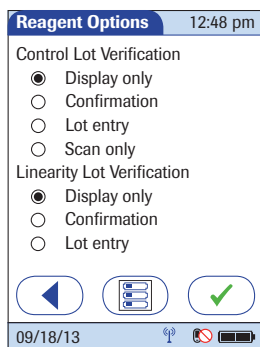 Reagent Options 12:48 pm
Control Lot Verification
Display only
Confirmation
Lot entry
Scan only
Linearity Lot Verification
Display only
Confirmation
Lot entry
09/18/13